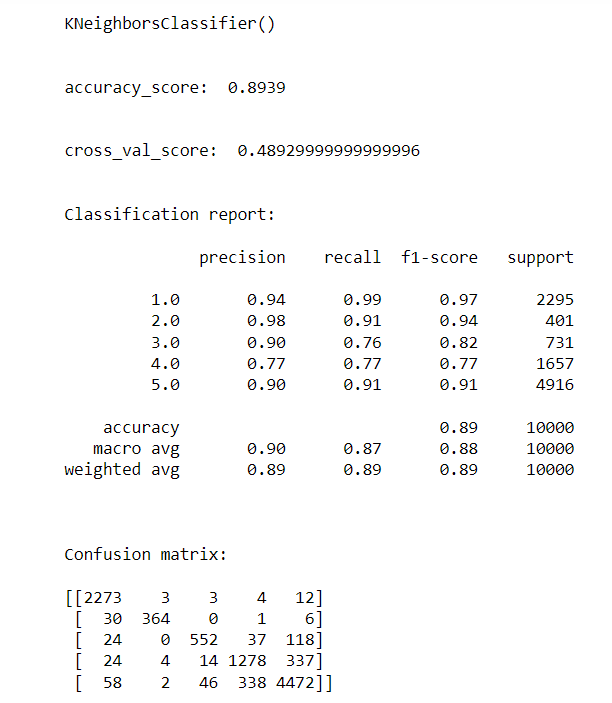 KNeighborsClassifier()
accuracy_score:  0.8939
cross_val_score:  0.48929999999999996
Classification report:
              precision    recall  f1-score   support
         1.0       0.94      0.99      0.97      2295
         2.0       0.98      0.91      0.94       401
         3.0       0.90      0.76      0.82       731
         4.0       0.77      0.77      0.77      1657
         5.0       0.90      0.91      0.91      4916
    accuracy                           0.89     10000
   macro avg       0.90      0.87      0.88     10000
weighted avg       0.89      0.89      0.89     10000
Confusion matrix:
[[2273    3    3    4   12]
 [  30  364    0    1    6]
 [  24    0  552   37  118]
 [  24    4   14 1278  337]
 [  58    2   46  338 4472]]